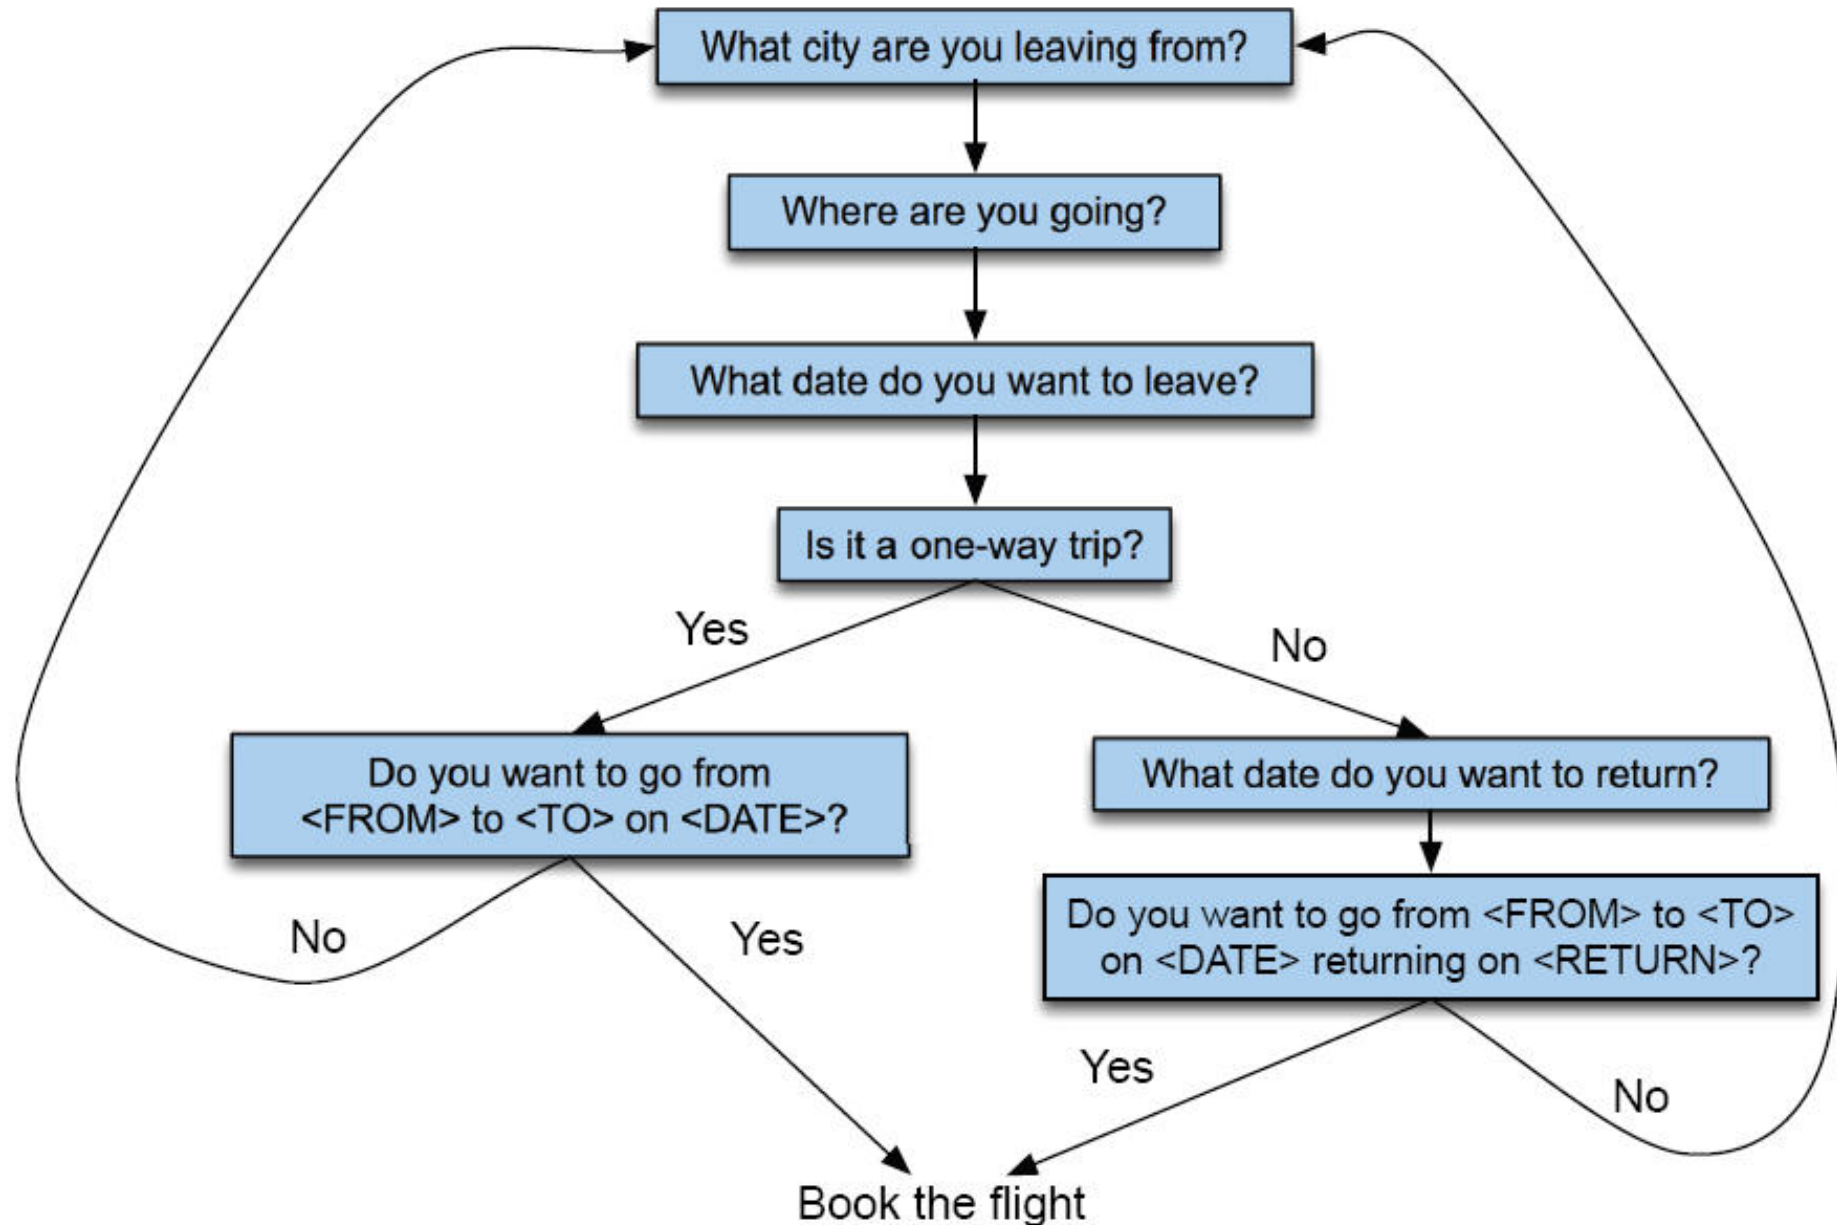 What city are you leaving from?
Where are you going?
What date do you want to leave?
Is it a one-way trip?
Yes
No
Do you want to go from
<FROM> to <TO> on <DATE>?
What date do you want to return?
Do you want to go from <FROM> to <TO>
on <DATE> returning on <RETURN>?
No
Yes
Yes
No
Book the flight